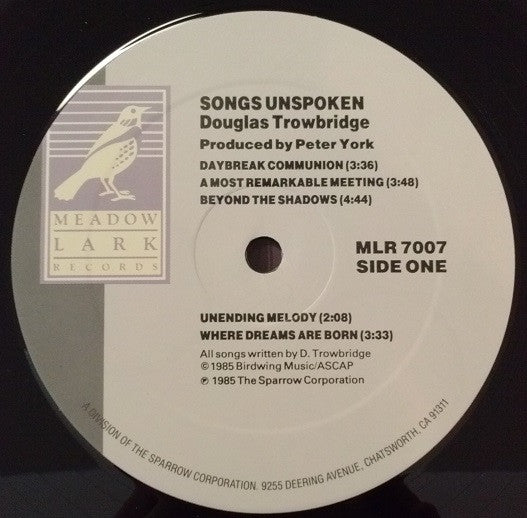 SONGS UNSPOKEN
Douglas Trowbridge
Produced by Peter York
DAYBREAK COMMUNION (3:36)
A MOST REMARKABLE MEETING (3:48)
BEYOND THE SHADOWS (4:44)
MEADOW
LARK
RECORDS
MLR 7007
SIDE ONE
UNENDING MELODY (2:08)
WHERE DREAMS ARE BORN (3:33)
All songs written by D. Trowbridge
© 1985 Birdwing Music/ASCAP
℗ 1985 The Sparrow Corporation
A DIVISION OF THE SPARROW CORPORATION. 9255 DEERING AVENUE, CHATSWORTH, CA 91311